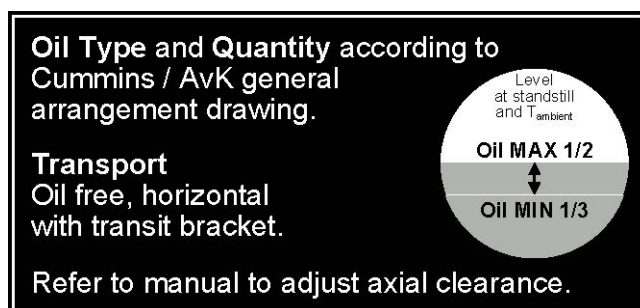 Oil Type and Quantity according to
Cummins / AvK general
arrangement drawing.
Level
at standstill
and Tambient
Oil MAX 1/2
Oil MIN 1/3
Transport
Oil free, horizontal
with transit bracket.
Refer to manual to adjust axial clearance.